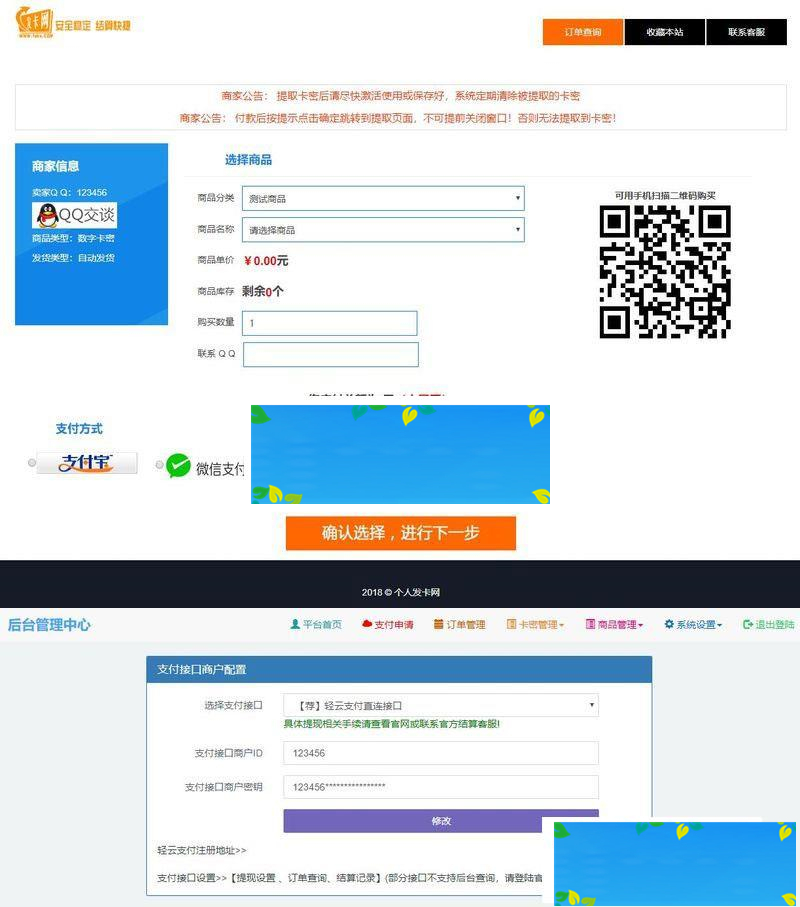 发卡网
安全稳定 结算快捷
订单查询
收藏本站
联系客服
商家公告： 提取卡密后请尽快激活使用或保存好，系统定期清除被提取的卡密
商家公告： 付款后按提示点击确定跳转到提取页面，不可提前关闭窗口！否则无法提取到卡密！
商家信息
卖家Q Q：123456
QQ交谈
商品类型：数字卡密
发货类型：自动发货
选择商品
商品分类 测试商品
商品名称 请选择商品
商品单价 ￥0.00元
商品库存 剩余0个
购买数量 1
联系 Q Q
可用手机扫描二维码购买
支付方式
支付宝
微信支付
确认选择，进行下一步
2018 © 个人发卡网
后台管理中心
平台首页
支付申请
订单管理
卡密管理
商品管理
系统设置
退出登陆
支付接口商户配置
选择支付接口 【荐】轻云支付直连接口
具体提现相关手续请查看官网或联系官方结算客服!
支付接口商户ID 123456
支付接口商户密钥 123456****************
修改
轻云支付注册地址>>
支付接口设置>>【提现设置 、订单查询、结算记录】(部分接口不支持后台查询，请登陆官